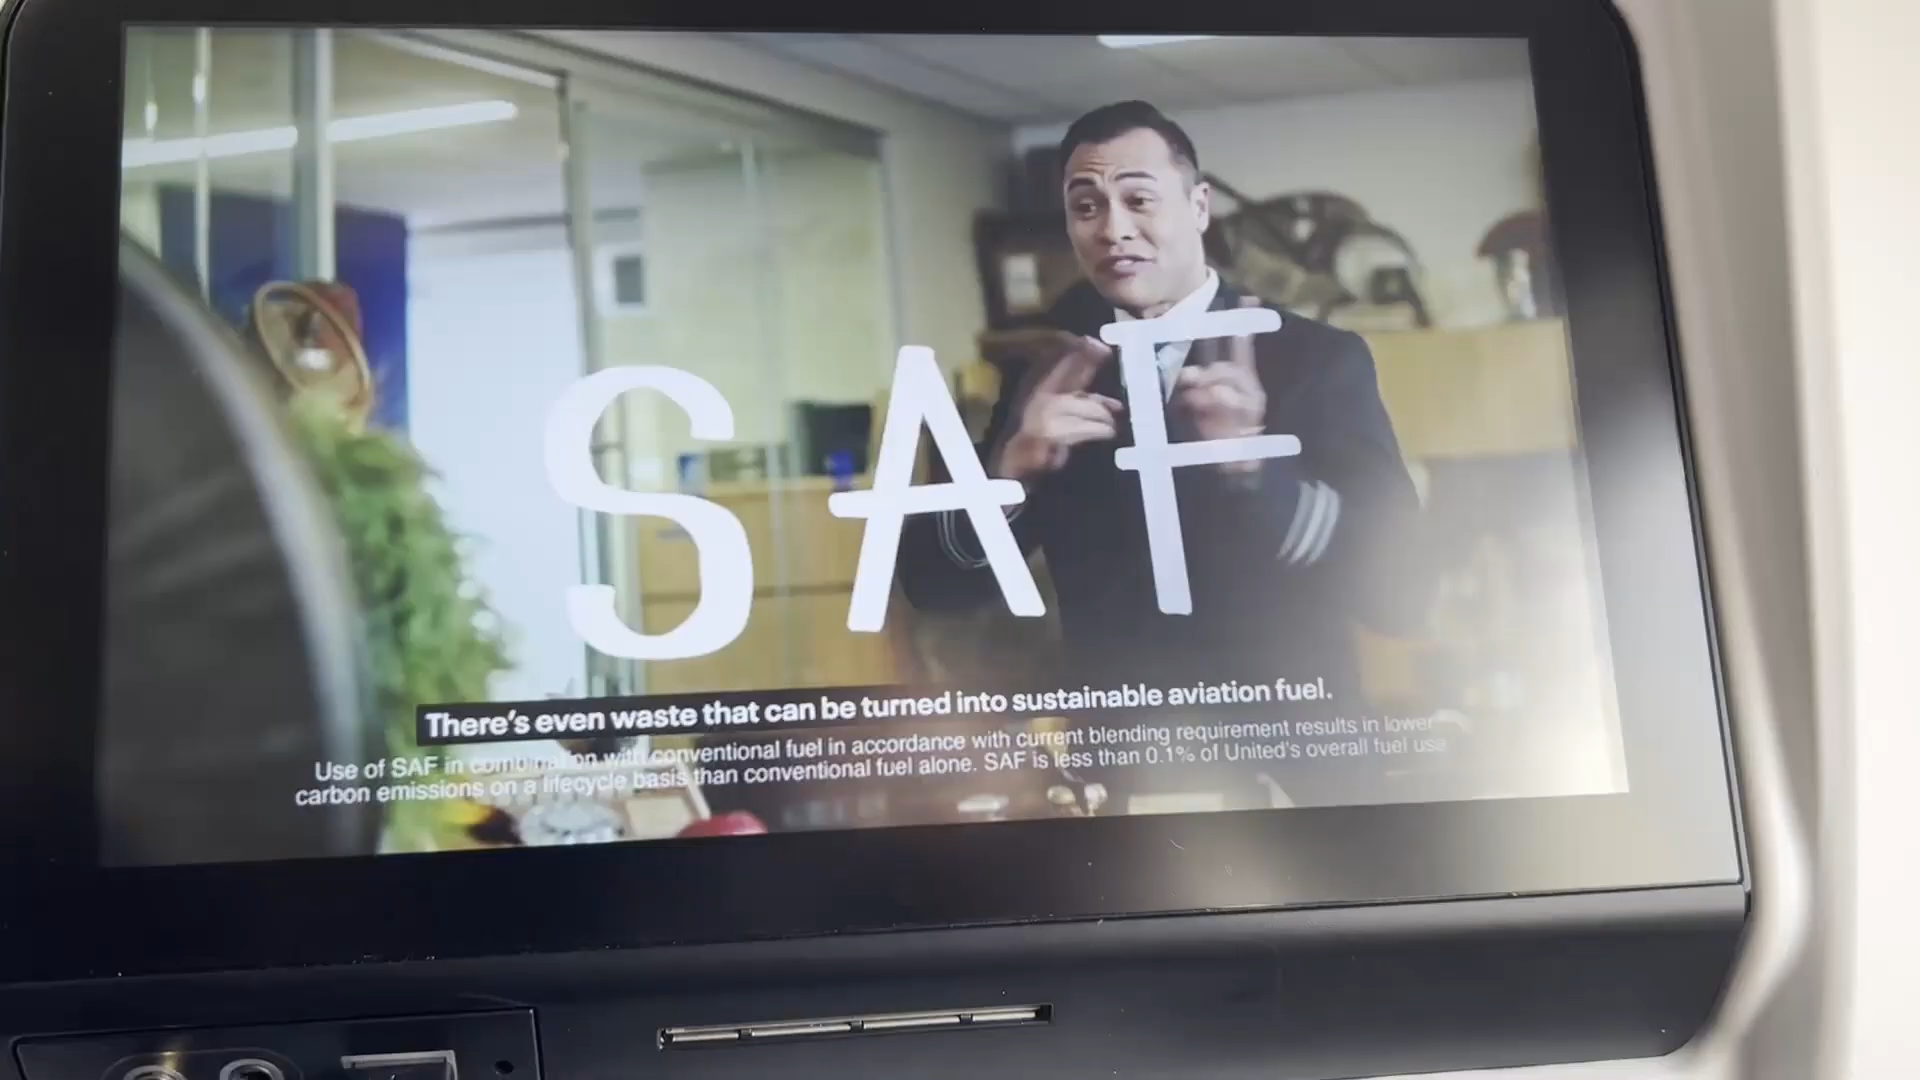 SAF
There's even waste that can be turned into sustainable aviation fuel.
Use of SAF in combination with conventional fuel in accordance with current blending requirement results in lower
carbon emissions on a lifecycle basis than conventional fuel alone. SAF is less than 0.1% of United's overall fuel use